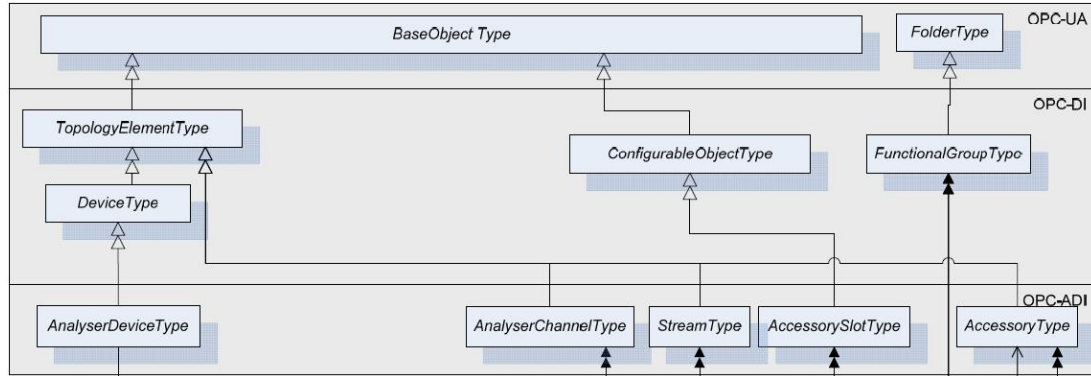 OPC-UA
BaseObject Type
FolderType
OPC-DI
TopologyElementType
ConfigurableObjectType
FunctionalGroupType
DeviceType
OPC-ADI
AnalyserDeviceType
AnalyserChannelType
StreamType
AccessorySlotType
AccessoryType